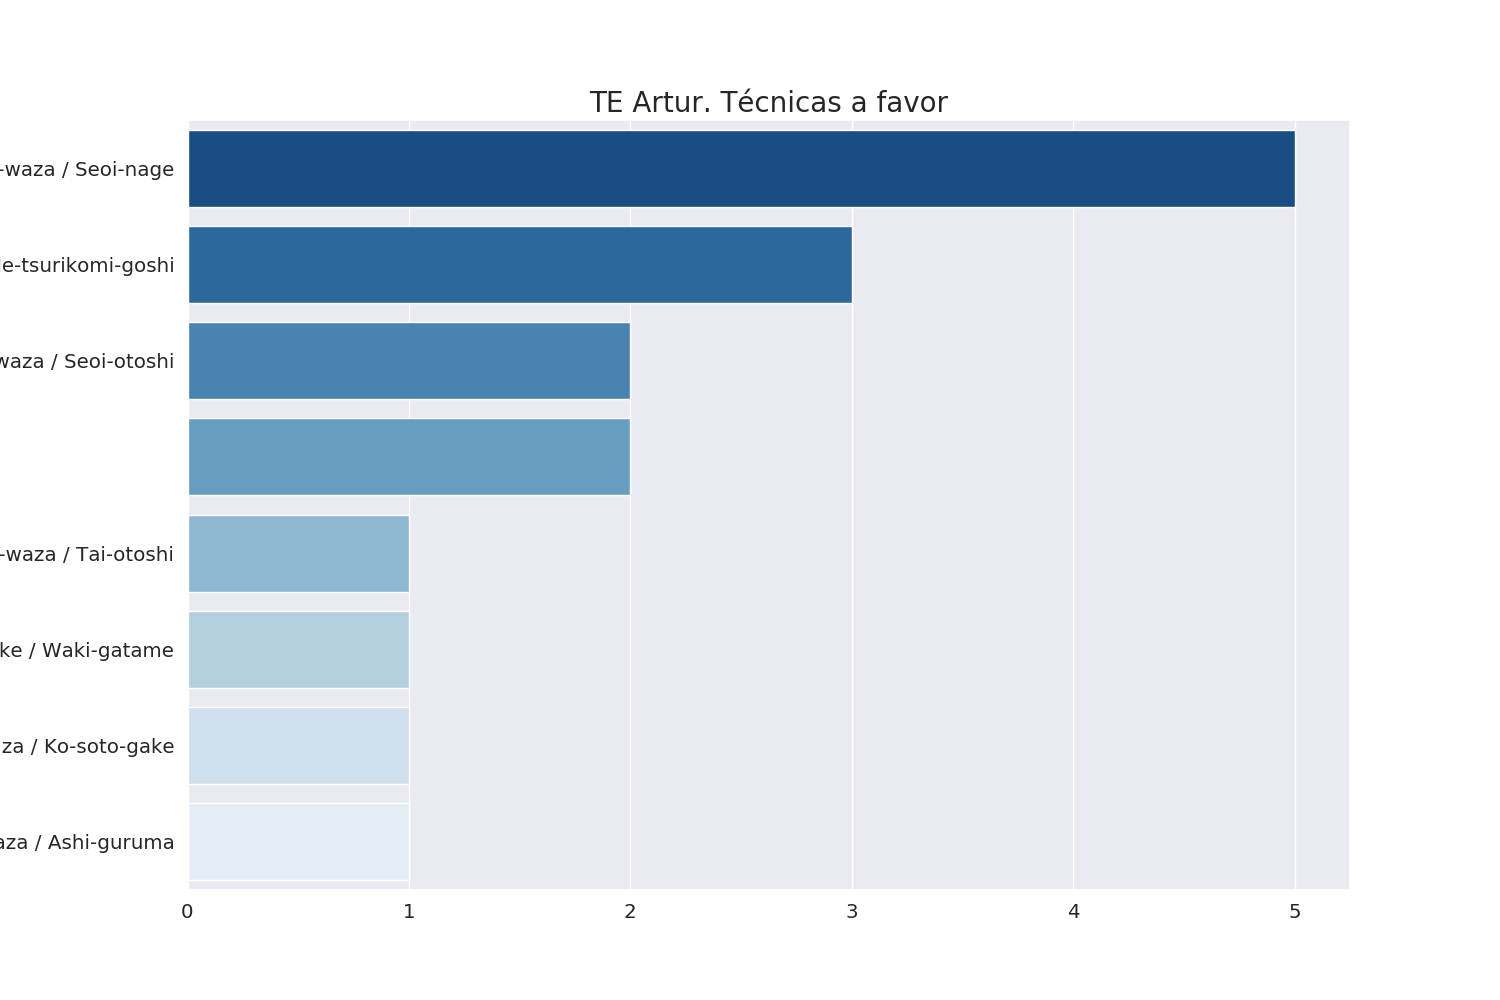 TE Artur. Técnicas a favor
-waza / Seoi-nage
le-tsurikomi-goshi
waza / Seoi-otoshi
-waza / Tai-otoshi
ke / Waki-gatame
za / Ko-soto-gake
aza / Ashi-guruma
0 1 2 3 4 5